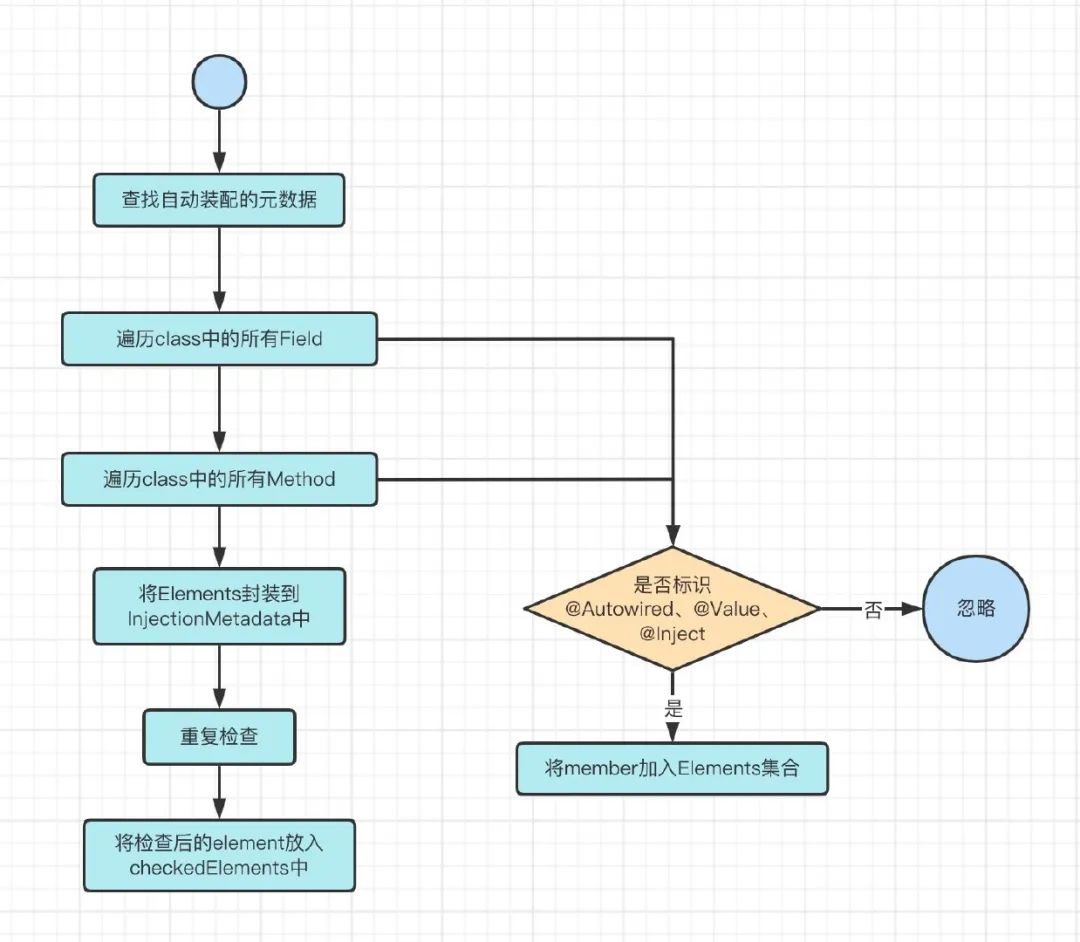 查找自动装配的元数据
遍历class中的所有Field
遍历class中的所有Method
将Elements封装到
InjectionMetadata中
重复检查
将检查后的element放入
checkedElements中
是否标识
@Autowired、@Value、
@Inject
否
忽略
是
将member加入Elements集合